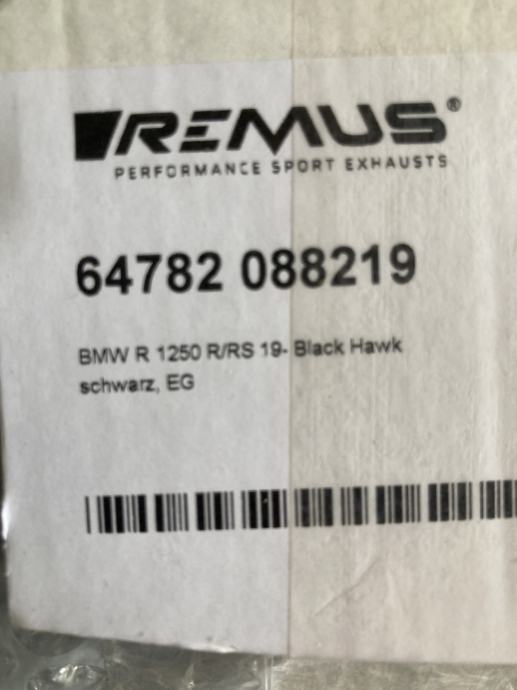 REMUS®
PERFORMANCE SPORT EXHAUSTS
64782 088219
BMW R 1250 R/RS 19- Black Hawk
schwarz, EG